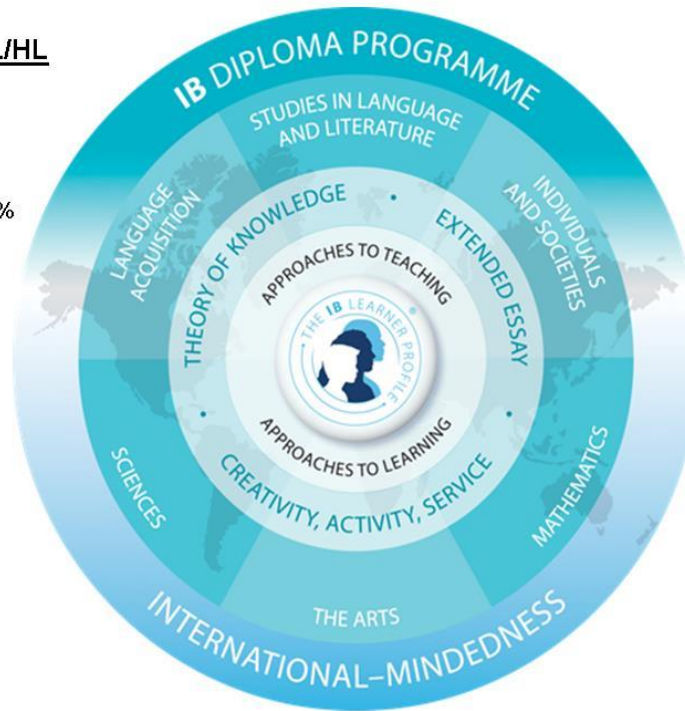 L/HL
%
IB DIPLOMA PROGRAMME
STUDIES IN LANGUAGE
AND LITERATURE
LANGUAGE
ACQUISITION
INDIVIDUALS
AND SOCIETIES
THEORY OF KNOWLEDGE
•
EXTENDED ESSAY
•
APPROACHES TO TEACHING
THE IB LEARNER PROFILE
®
APPROACHES TO LEARNING
CREATIVITY, ACTIVITY, SERVICE
•
SCIENCES
MATHEMATICS
THE ARTS
INTERNATIONAL–MINDEDNESS